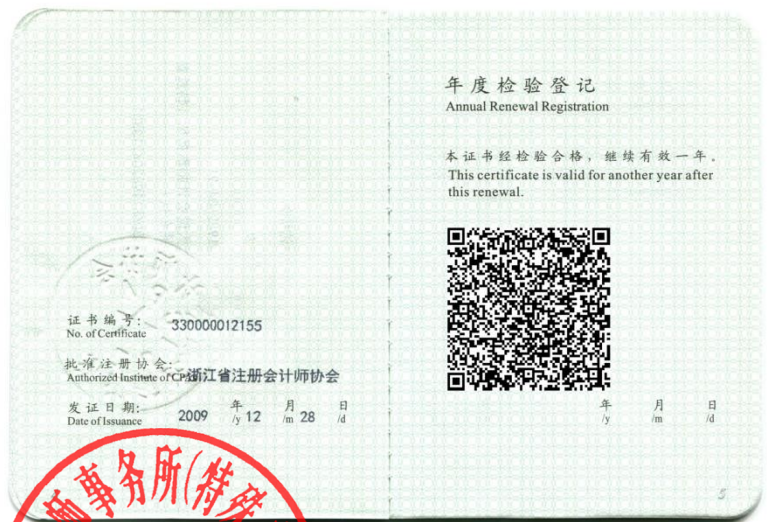 证书编号:
No. of Certificate
330000012155
批准注册协会:
Authorized Institute of CPAs
浙江省注册会计师协会
发证日期:
Date of Issuance
2009 年 /y 12 月 /m 28 日 /d
师事务所(特殊
年度检验登记
Annual Renewal Registration
本证书经检验合格，继续有效一年。
This certificate is valid for another year after
this renewal.
年 月 日
/y /m /d
5